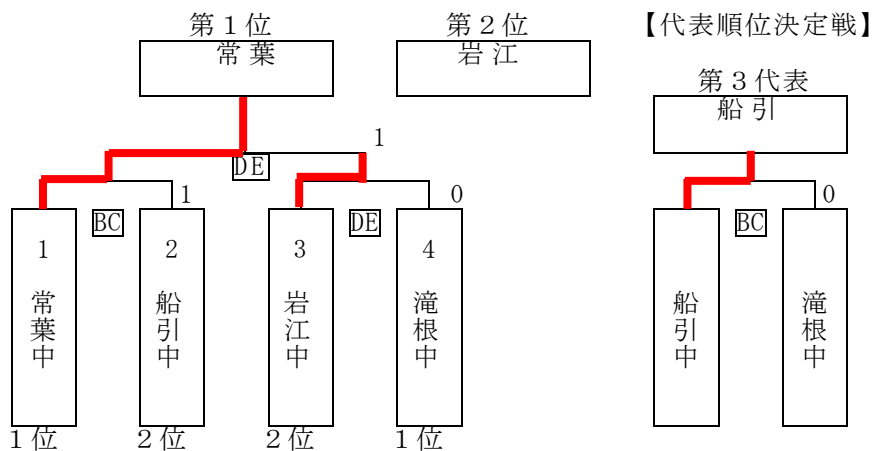 第１位 第２位 【代表順位決定戦】
常葉 岩江
第３代表
船引
1
DE
1 0 0
BC DE BC
1 2 3 4
常葉中 船引中 岩江中 滝根中 船引中 滝根中
1位 2位 2位 1位